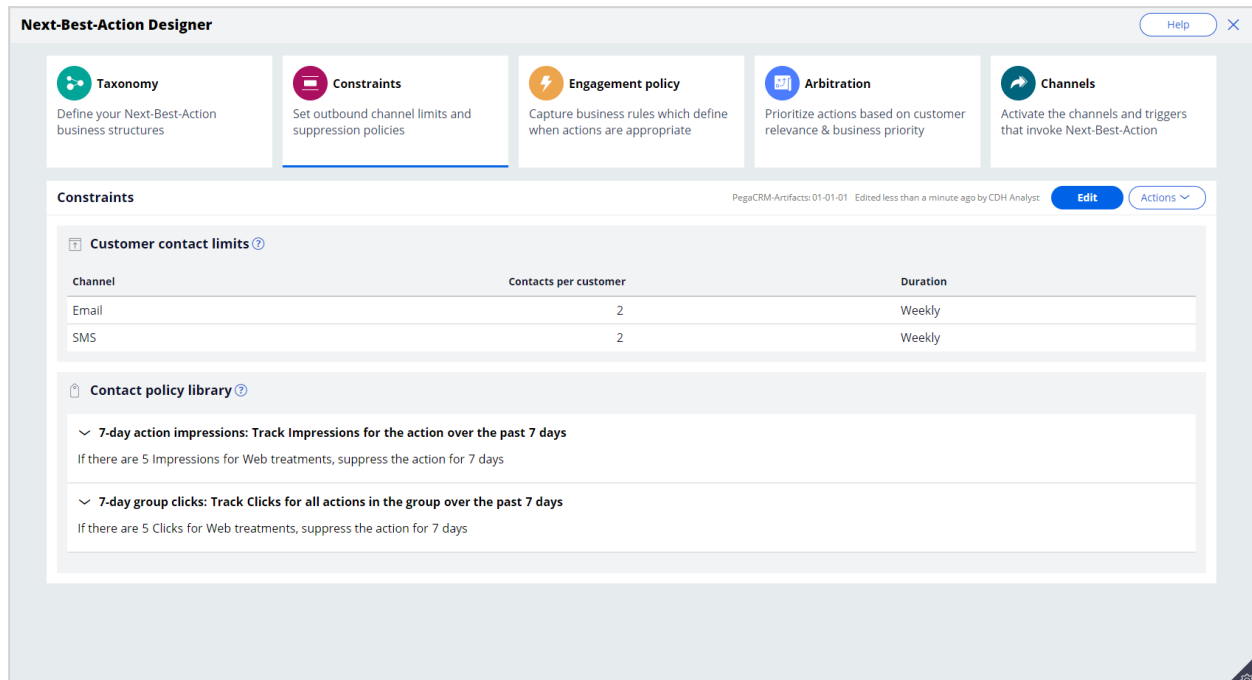 Next-Best-Action Designer
Help
Taxonomy
Define your Next-Best-Action
business structures
Constraints
Set outbound channel limits and
suppression policies
Engagement policy
Capture business rules which define
when actions are appropriate
Arbitration
Prioritize actions based on customer
relevance & business priority
Channels
Activate the channels and triggers
that invoke Next-Best-Action
Constraints
PegaCRM-Artifacts: 01-01-01 Edited less than a minute ago by CDH Analyst
Edit
Actions
Customer contact limits ?
Channel Contacts per customer Duration
Email 2 Weekly
SMS 2 Weekly
Contact policy library ?
7-day action impressions: Track Impressions for the action over the past 7 days
If there are 5 Impressions for Web treatments, suppress the action for 7 days
7-day group clicks: Track Clicks for all actions in the group over the past 7 days
If there are 5 Clicks for Web treatments, suppress the action for 7 days